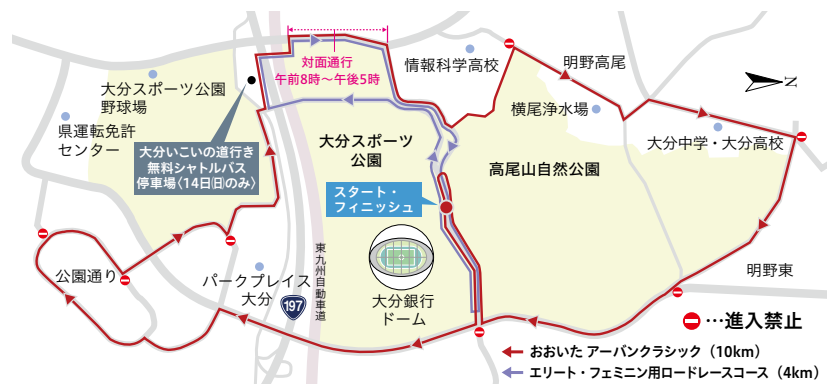 対面通行
午前8時～午後5時
情報科学高校
明野高尾
N
大分スポーツ公園
野球場
横尾浄水場
県運転免許
センター
大分中学・大分高校
大分いこいの道行き
無料シャトルバス
停車場〈14日㊐のみ〉
大分スポーツ
公園
高尾山自然公園
スタート・
フィニッシュ
公園通り
パークプレイス
大分
197
東九州自動車道
大分銀行
ドーム
明野東
…進入禁止
おおいた アーバンクラシック（10km）
エリート・フェミニン用ロードレースコース（4km）